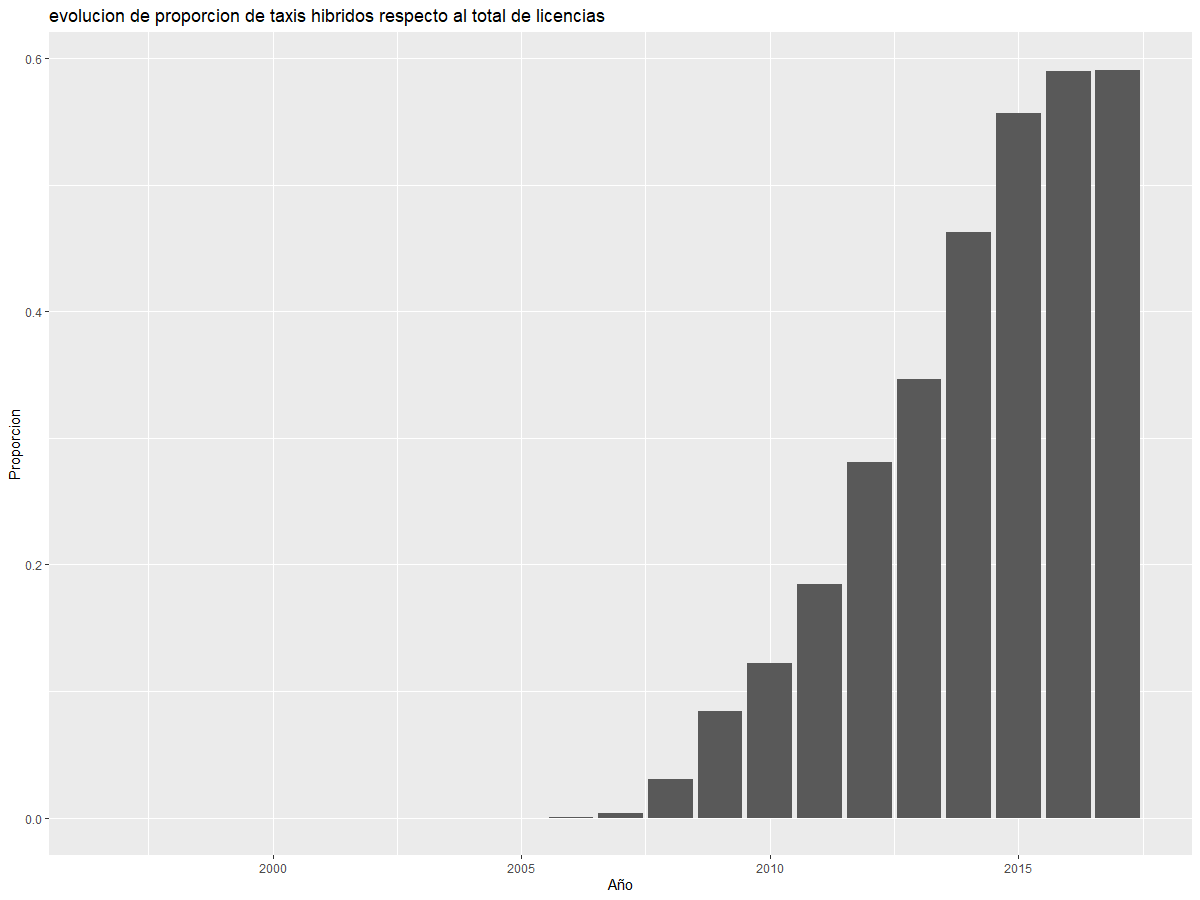 evolucion de proporcion de taxis hibridos respecto al total de licencias
0.6
0.4
0.2
0.0
Proporcion
2000
2005
2010
2015
Año